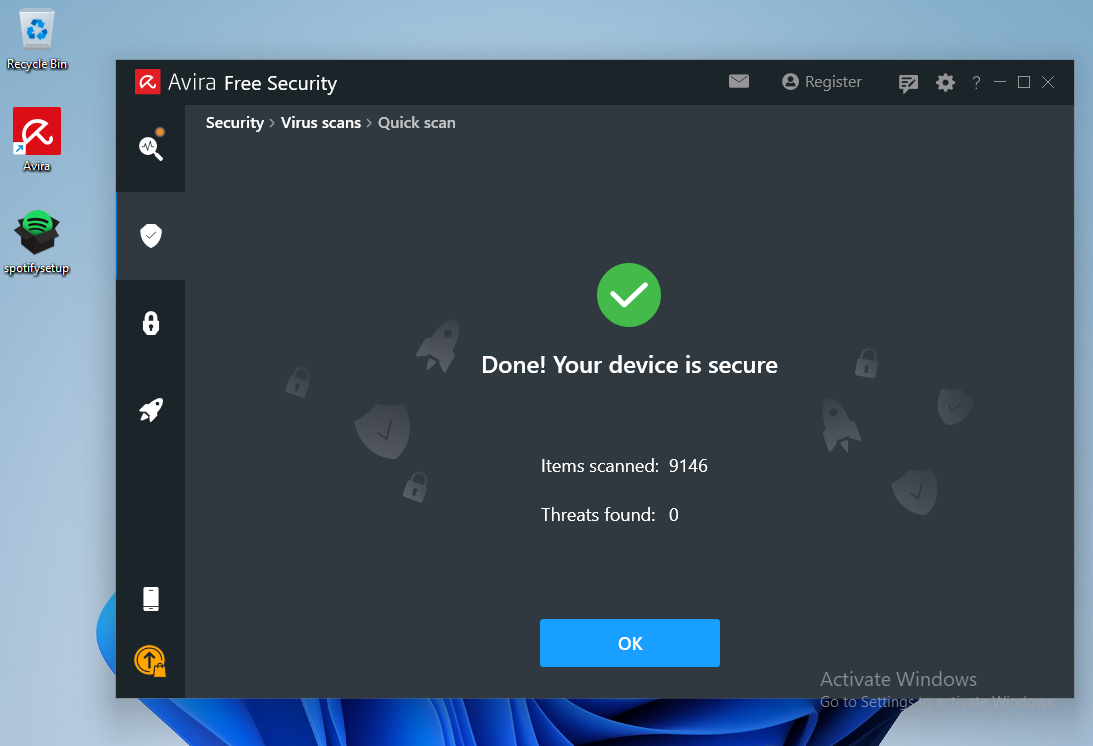 Recycle Bin
Avira
spotifysetup
Avira Free Security
Register
?
Security > Virus scans > Quick scan
Done! Your device is secure
Items scanned: 9146
Threats found: 0
OK
Activate Windows
Go to Settings to activate Windows.